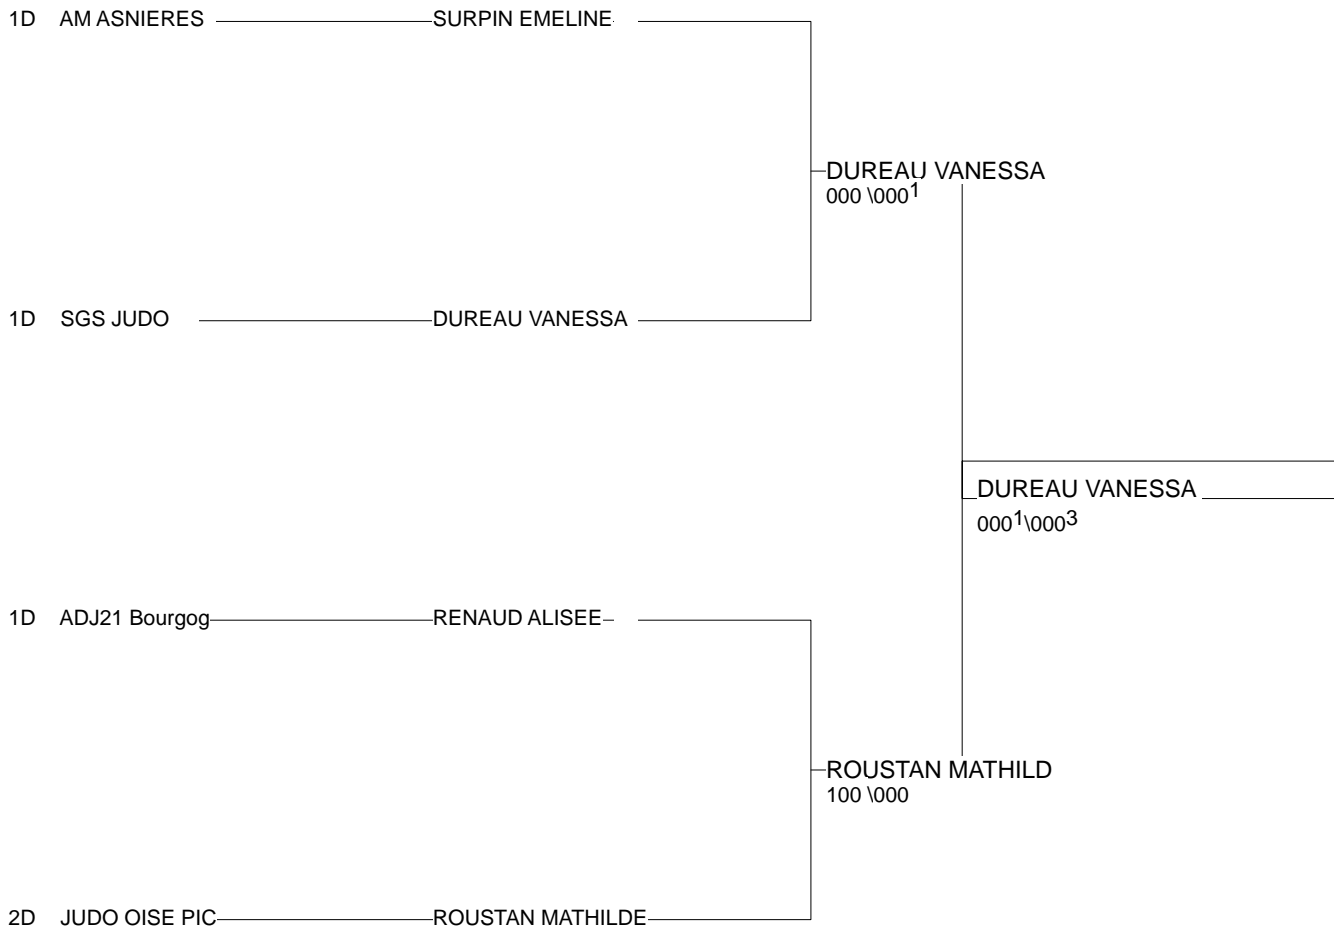 1D AM ASNIERES SURPIN EMELINE
DUREAU VANESSA
000 \000¹
1D SGS JUDO DUREAU VANESSA
DUREAU VANESSA
000¹\000³
1D ADJ21 Bourgog RENAUD ALISEE
ROUSTAN MATHILD
100 \000
2D JUDO OISE PIC ROUSTAN MATHILDE